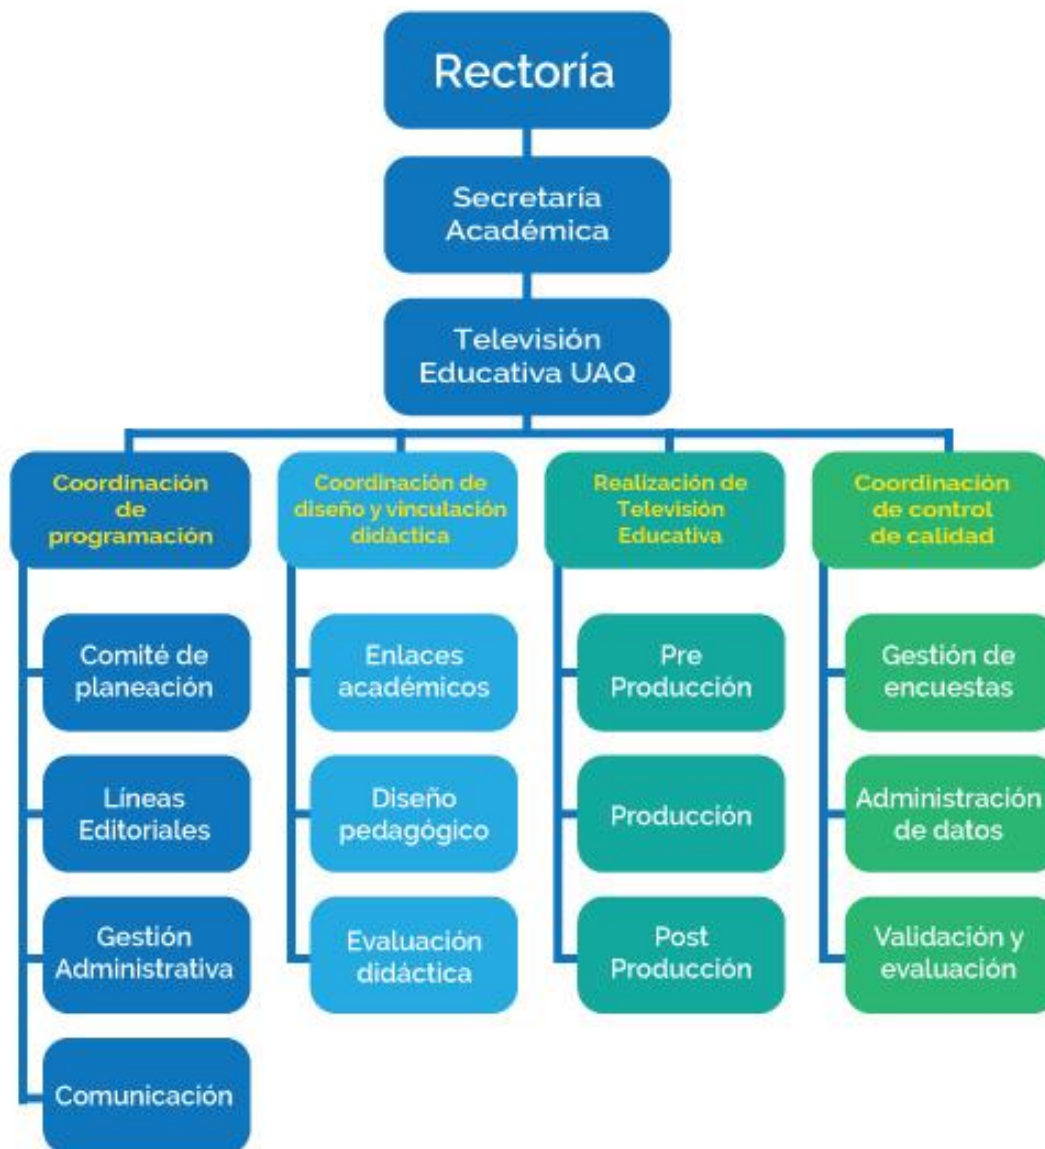 Rectoría
Secretaría
Académica
Televisión
Educativa UAQ
Coordinación
de
programación
Comité de
planeación
Líneas
Editoriales
Gestión
Administrativa
Comunicación
Coordinación de
diseño y vinculación
didáctica
Enlaces
académicos
Diseño
pedagógico
Evaluación
didáctica
Realización de
Televisión
Educativa
Pre
Producción
Producción
Post
Producción
Coordinación
de control
de calidad
Gestión de
encuestas
Administración
de datos
Validación y
evaluación